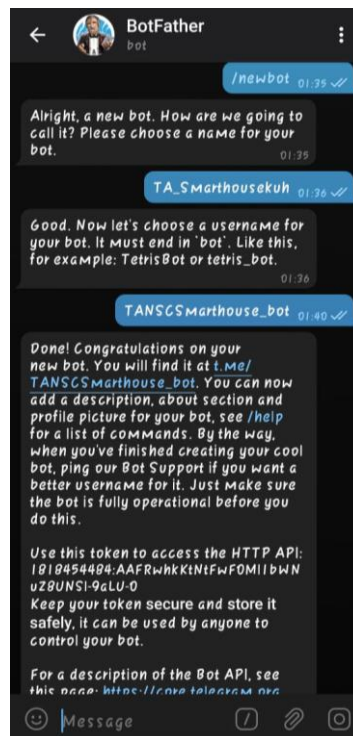 BotFather
bot
/newbot 01:35
Alright, a new bot. How are we going to
call it? Please choose a name for your
bot.
01:35
TA_Smarthousekuh 01:36
Good. Now let's choose a username for
your bot. It must end in `bot`. Like this,
for example: TetrisBot or tetris_bot.
01:36
TANSCSmarthouse_bot 01:40
Done! Congratulations on your
new bot. You will find it at t.me/
TANSCSmarthouse_bot. You can now
add a description, about section and
profile picture for your bot, see /help
for a list of commands. By the way,
when you've finished creating your cool
bot, ping our Bot Support if you want a
better username for it. Just make sure
the bot is fully operational before you
do this.
Use this token to access the HTTP API:
1818454484:AAFRwhkKtNtFwF0MI1bWN
uZ8UNSI-9aLU-0
Keep your token secure and store it
safely, it can be used by anyone to
control your bot.
For a description of the Bot API, see
this page: https://core.telegram.org
Message